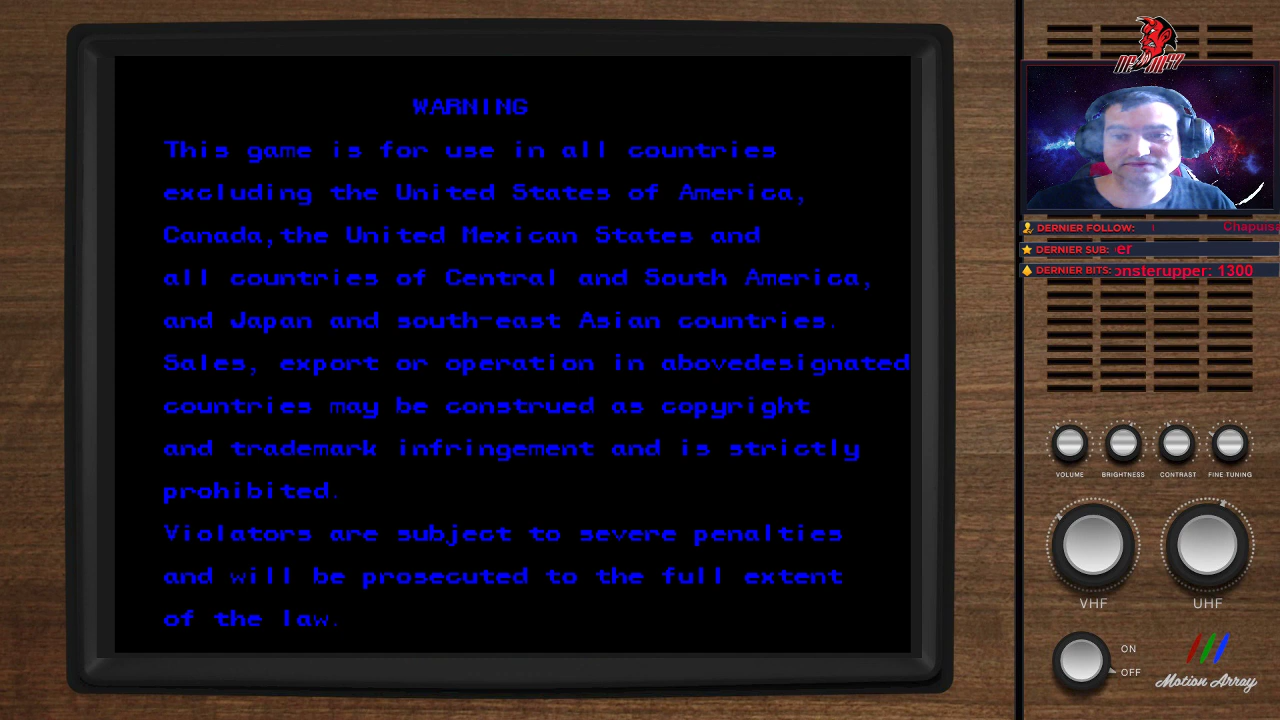 WARNING
This game is for use in all countries
excluding the United States of America,
Canada,the United Mexican States and
all countries of Central and South America,
and Japan and south-east Asian countries.
Sales, export or operation in abovedesignated
countries may be construed as copyright
and trademark infringement and is strictly
prohibited.
Violators are subject to severe penalties
and will be prosecuted to the full extent
of the law.
DERNIER FOLLOW: Chapuisa
DERNIER SUB: er
DERNIER BITS: onsterupper: 1300
VOLUME BRIGHTNESS CONTRAST FINE TUNING
VHF UHF
ON
OFF
Motion Array